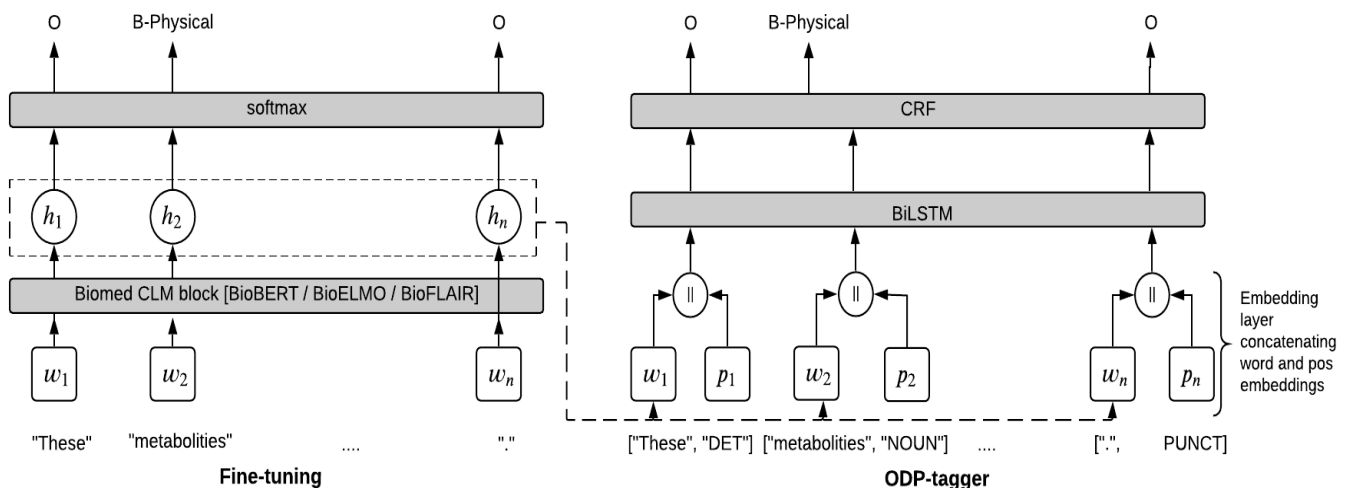 O B-Physical O
softmax
h1 h2 hn
Biomed CLM block [BioBERT / BioELMO / BioFLAIR]
w1 w2 wn
"These" "metabolities" .... "."
Fine-tuning
O B-Physical O
CRF
BiLSTM
|| || ||
w1 p1 w2 p2 wn pn
Embedding
layer
concatenating
word and pos
embeddings
["These", "DET"] ["metabolities", "NOUN"] .... [".", PUNCT]
ODP-tagger